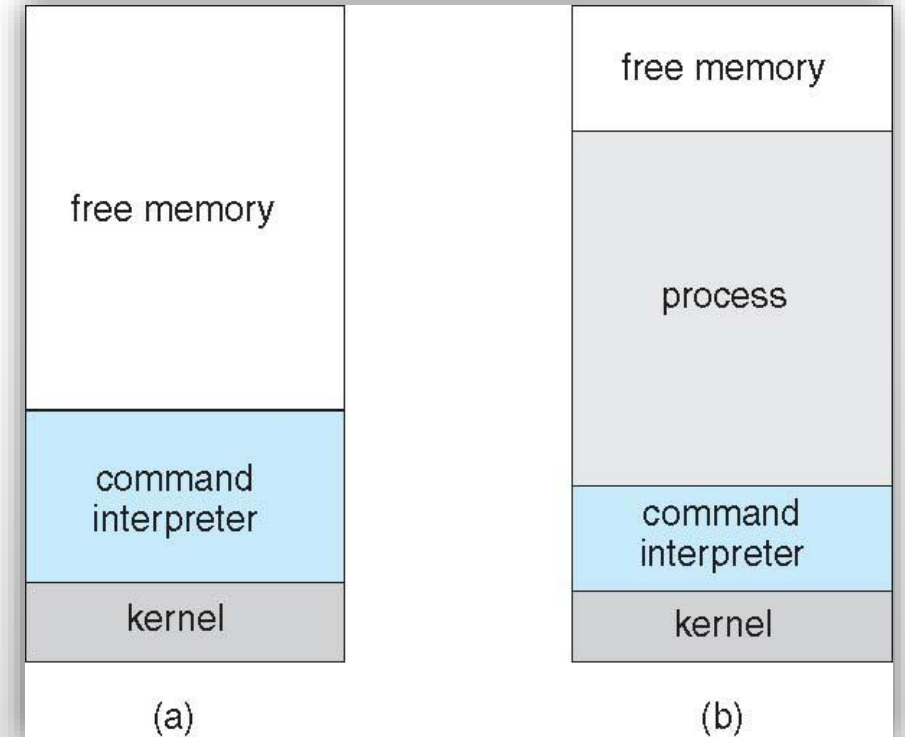 free memory
command
interpreter
kernel
(a)
free memory
process
command
interpreter
kernel
(b)